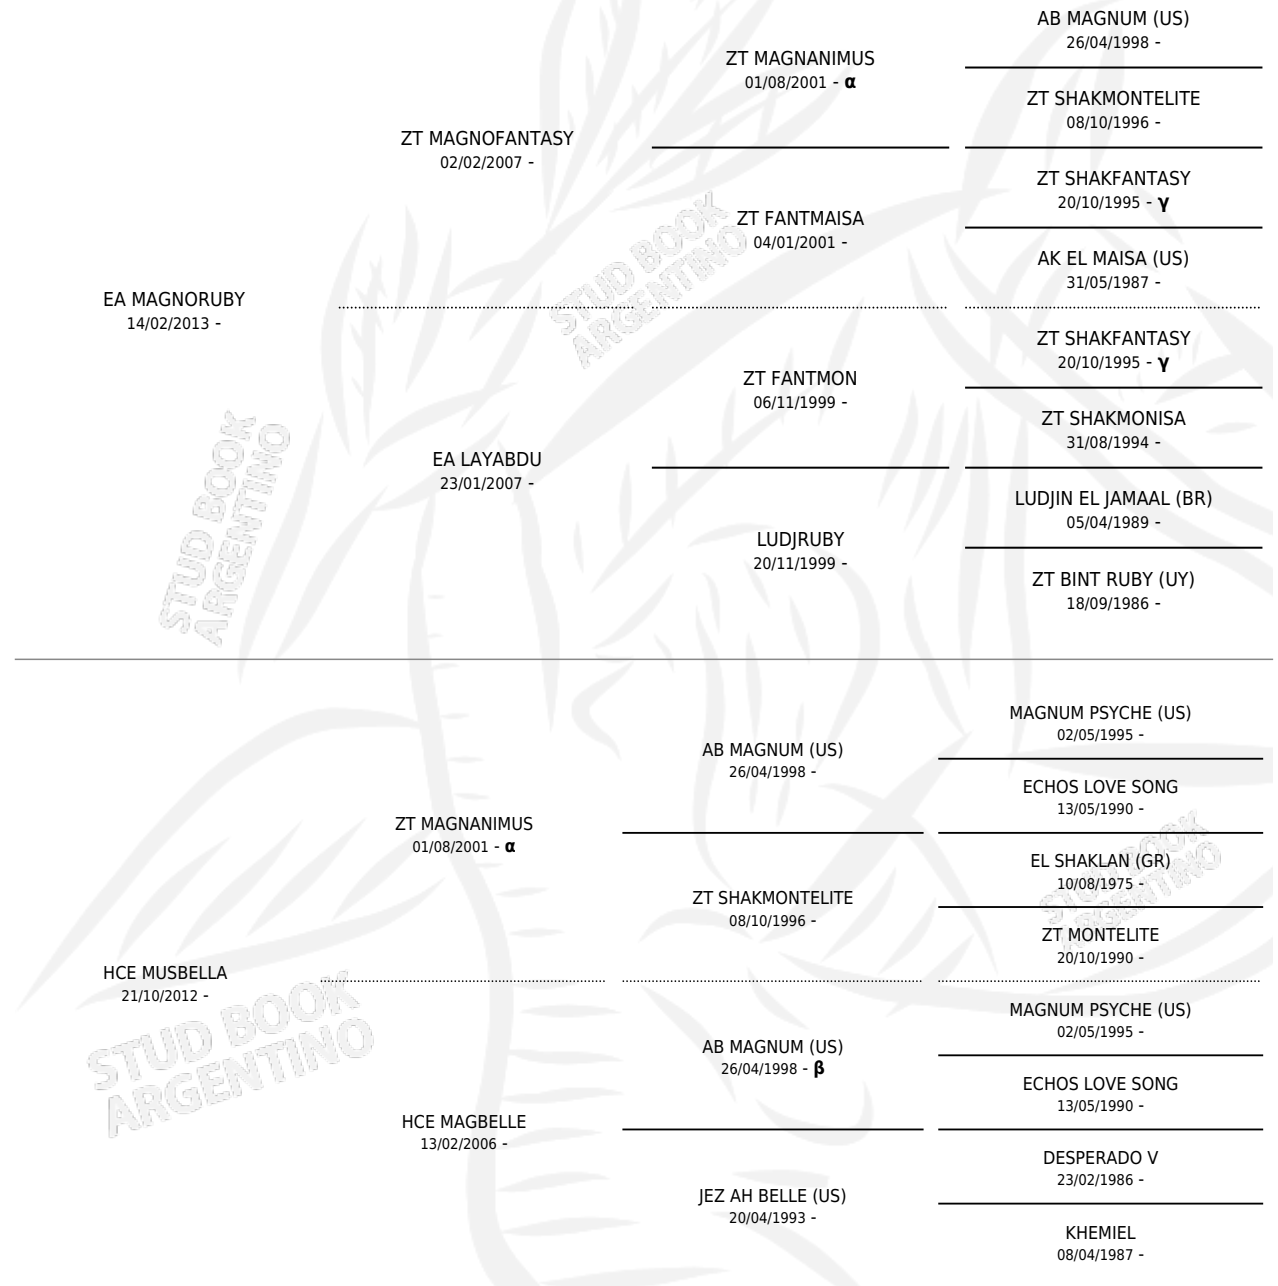 AB MAGNUM (US)
26/04/1998 -
ZT MAGNANIMUS
01/08/2001 - α
ZT SHAKMONTELITE
08/10/1996 -
ZT MAGNOFANTASY
02/02/2007 -
ZT SHAKFANTASY
20/10/1995 - γ
ZT FANTMAISA
04/01/2001 -
AK EL MAISA (US)
31/05/1987 -
EA MAGNORUBY
14/02/2013 -
ZT SHAKFANTASY
20/10/1995 - γ
ZT FANTMON
06/11/1999 -
ZT SHAKMONISA
31/08/1994 -
EA LAYABDU
23/01/2007 -
LUDJIN EL JAMAAL (BR)
05/04/1989 -
LUDJRUBY
20/11/1999 -
ZT BINT RUBY (UY)
18/09/1986 -
STUD BOOK
ARGENTINO
STUD BOOK
ARGENTINO
MAGNUM PSYCHE (US)
02/05/1995 -
AB MAGNUM (US)
26/04/1998 -
ECHOS LOVE SONG
13/05/1990 -
ZT MAGNANIMUS
01/08/2001 - α
EL SHAKLAN (GR)
10/08/1975 -
ZT SHAKMONTELITE
08/10/1996 -
ZT MONTELITE
20/10/1990 -
HCE MUSBELLA
21/10/2012 -
MAGNUM PSYCHE (US)
02/05/1995 -
AB MAGNUM (US)
26/04/1998 - β
ECHOS LOVE SONG
13/05/1990 -
HCE MAGBELLE
13/02/2006 -
DESPERADO V
23/02/1986 -
JEZ AH BELLE (US)
20/04/1993 -
KHEMIEL
08/04/1987 -
STUD BOOK
ARGENTINO
STUD BOOK
ARGENTINO